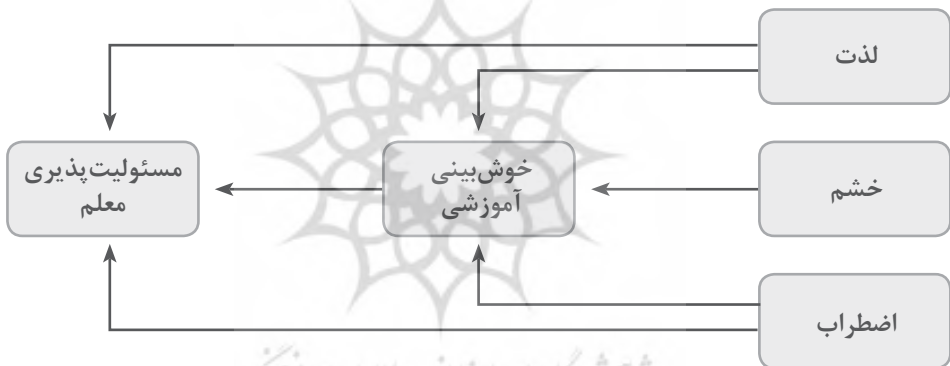 لذت
خشم
اضطراب
خوش‌بینی
آموزشی
مسئولیت‌پذیری
معلم